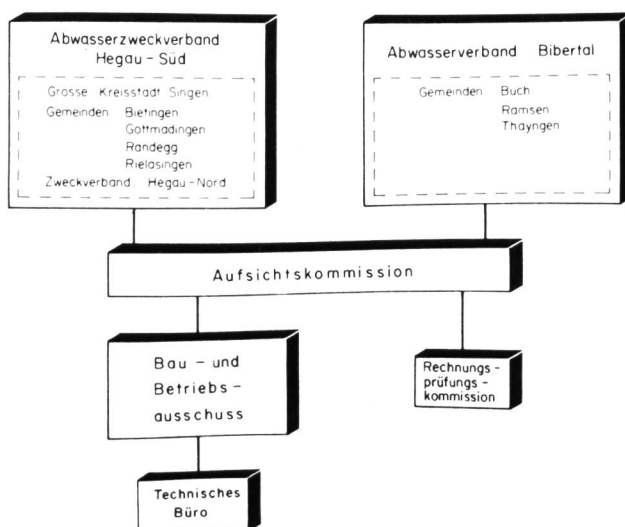 Abwasserzweckverband
Hegau – Süd
Grosse Kreisstadt Singen
Gemeinden Bietingen
Gottmadingen
Randegg
Rielasingen
Zweckverband Hegau – Nord
Abwasserverband Bibertal
Gemeinden Buch
Ramsen
Thayngen
Aufsichtskommission
Bau – und
Betriebs –
ausschuss
Rechnungs –
prüfungs –
kommission
Technisches
Büro